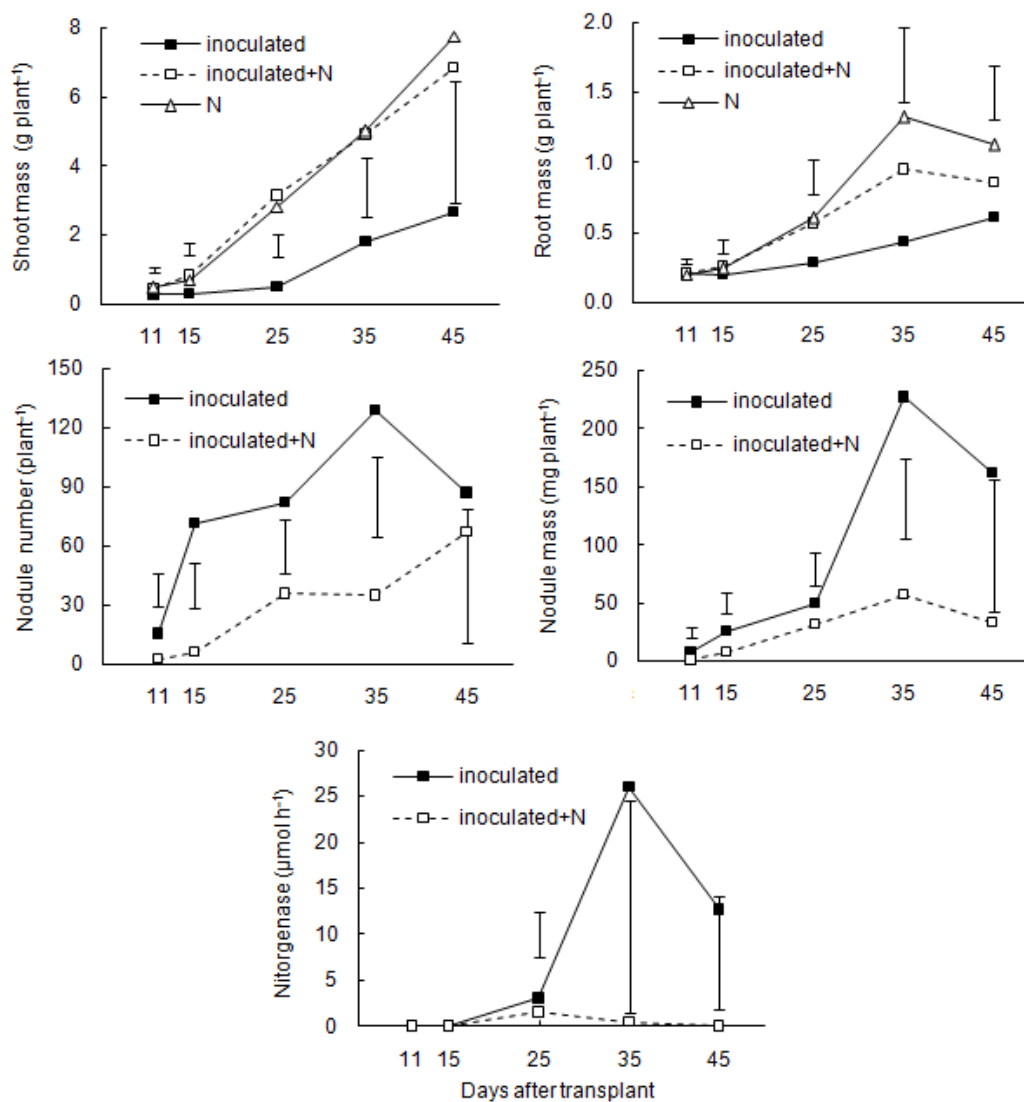 Shoot mass (g plant⁻¹)
8
6
4
2
0
inoculated
inoculated+N
N
11 15 25 35 45
Root mass (g plant⁻¹)
2.0
1.5
1.0
0.5
0.0
inoculated
inoculated+N
N
11 15 25 35 45
Nodule number (plant⁻¹)
150
120
90
60
30
0
inoculated
inoculated+N
11 15 25 35 45
Nodule mass (mg plant⁻¹)
250
200
150
100
50
0
inoculated
inoculated+N
11 15 25 35 45
Nitorgenase (µmol h⁻¹)
30
25
20
15
10
5
0
inoculated
inoculated+N
11 15 25 35 45
Days after transplant